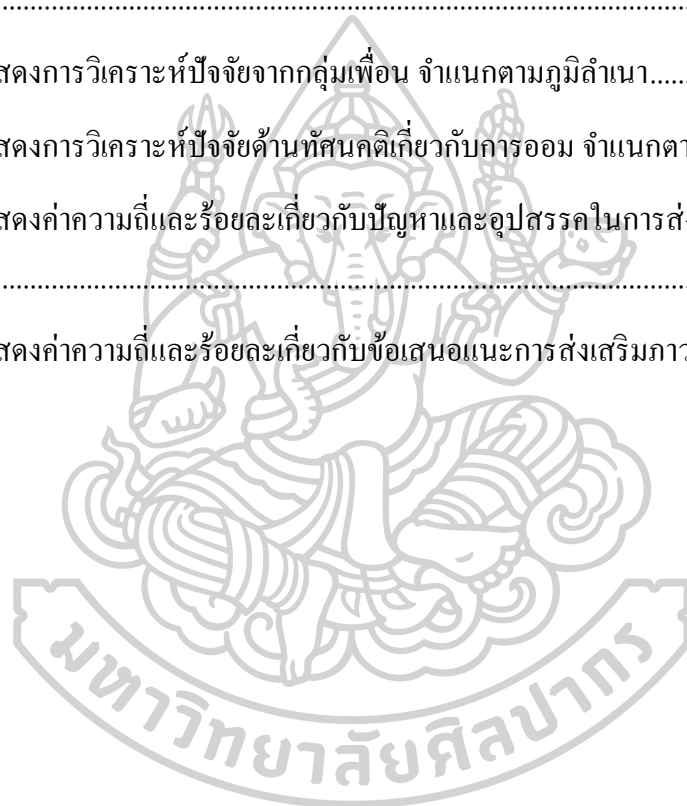 ..........................................................................................
สดงการวิเคราะห์ปัจจัยจากกลุ่มเพื่อน จำแนกตามภูมิลำเนา......
สดงการวิเคราะห์ปัจจัยด้านทัศนคติเกี่ยวกับการออม จำแนกตา
สดงค่าความถี่และร้อยละเกี่ยวกับปัญหาและอุปสรรคในการส่
..........................................................................................
สดงค่าความถี่และร้อยละเกี่ยวกับข้อเสนอแนะการส่งเสริมภาว
มหาวิทยาลัยศิลปากร